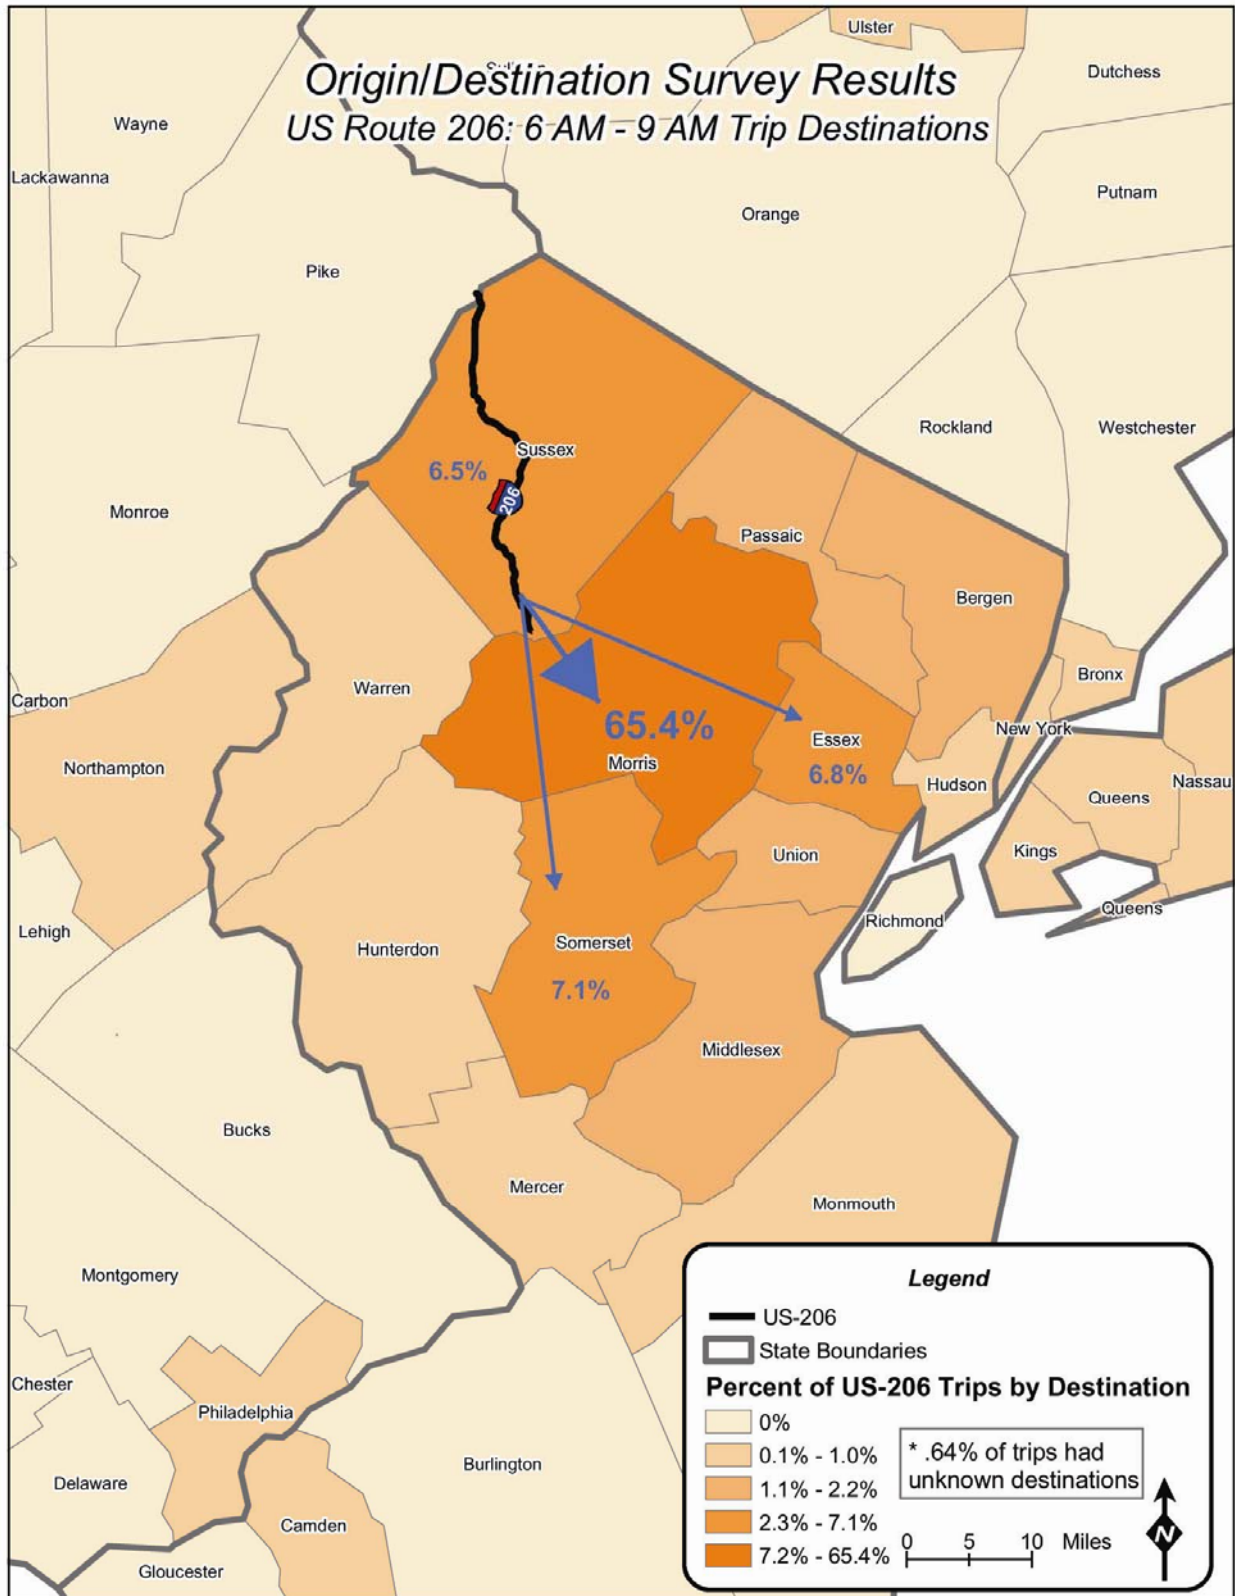 Origin/Destination Survey Results
US Route 206: 6 AM - 9 AM Trip Destinations
Ulster
Dutchess
Wayne
Lackawanna
Putnam
Orange
Pike
Rockland
Westchester
Sussex
6.5%
206
Monroe
Passaic
Bergen
Bronx
Warren
Carbon
65.4%
New York
Essex
Morris
6.8%
Northampton
Hudson
Queens
Nassau
Kings
Union
Queens
Richmond
Lehigh
Hunterdon
Somerset
7.1%
Middlesex
Bucks
Mercer
Monmouth
Montgomery
Chester
Philadelphia
Delaware
Burlington
Camden
Gloucester
Legend
US-206
State Boundaries
Percent of US-206 Trips by Destination
0%
0.1% - 1.0%
1.1% - 2.2%
2.3% - 7.1%
7.2% - 65.4%
* .64% of trips had
unknown destinations
0 5 10 Miles
N